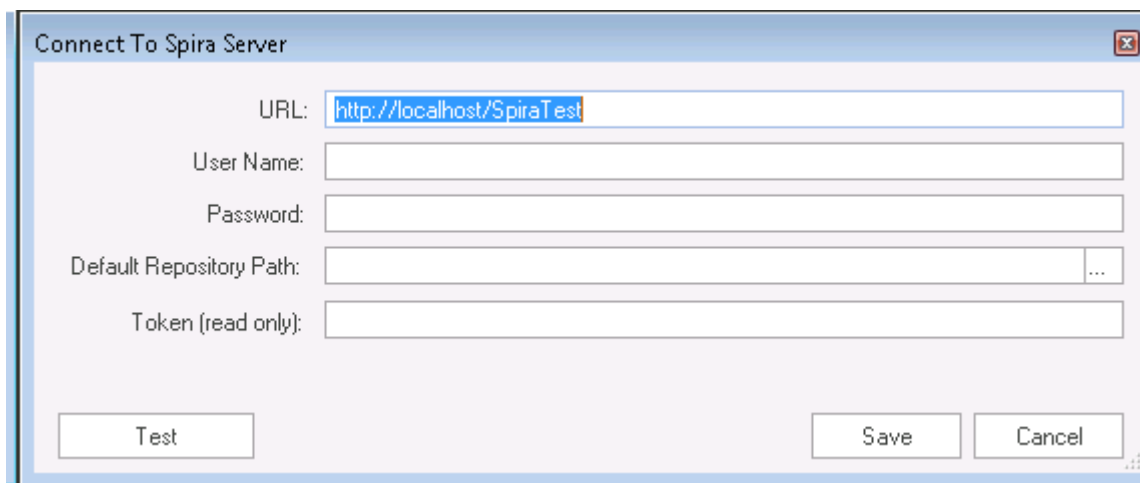 Connect To Spira Server
URL: http://localhost/SpiraTest
User Name:
Password:
Default Repository Path: ...
Token (read only):
Test Save Cancel